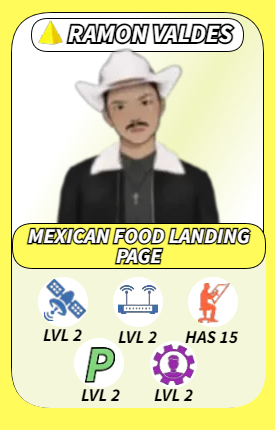 RAMON VALDES
MEXICAN FOOD LANDING
PAGE
LVL 2
LVL 2
HAS 15
P
LVL 2
LVL 2